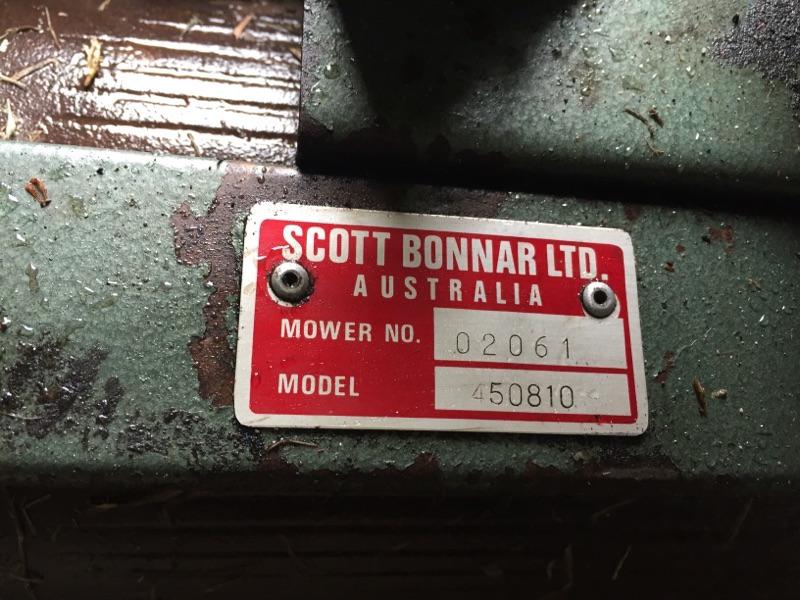 SCOTT BONNAR LTD.
AUSTRALIA
MOWER NO. 02061
MODEL 450810